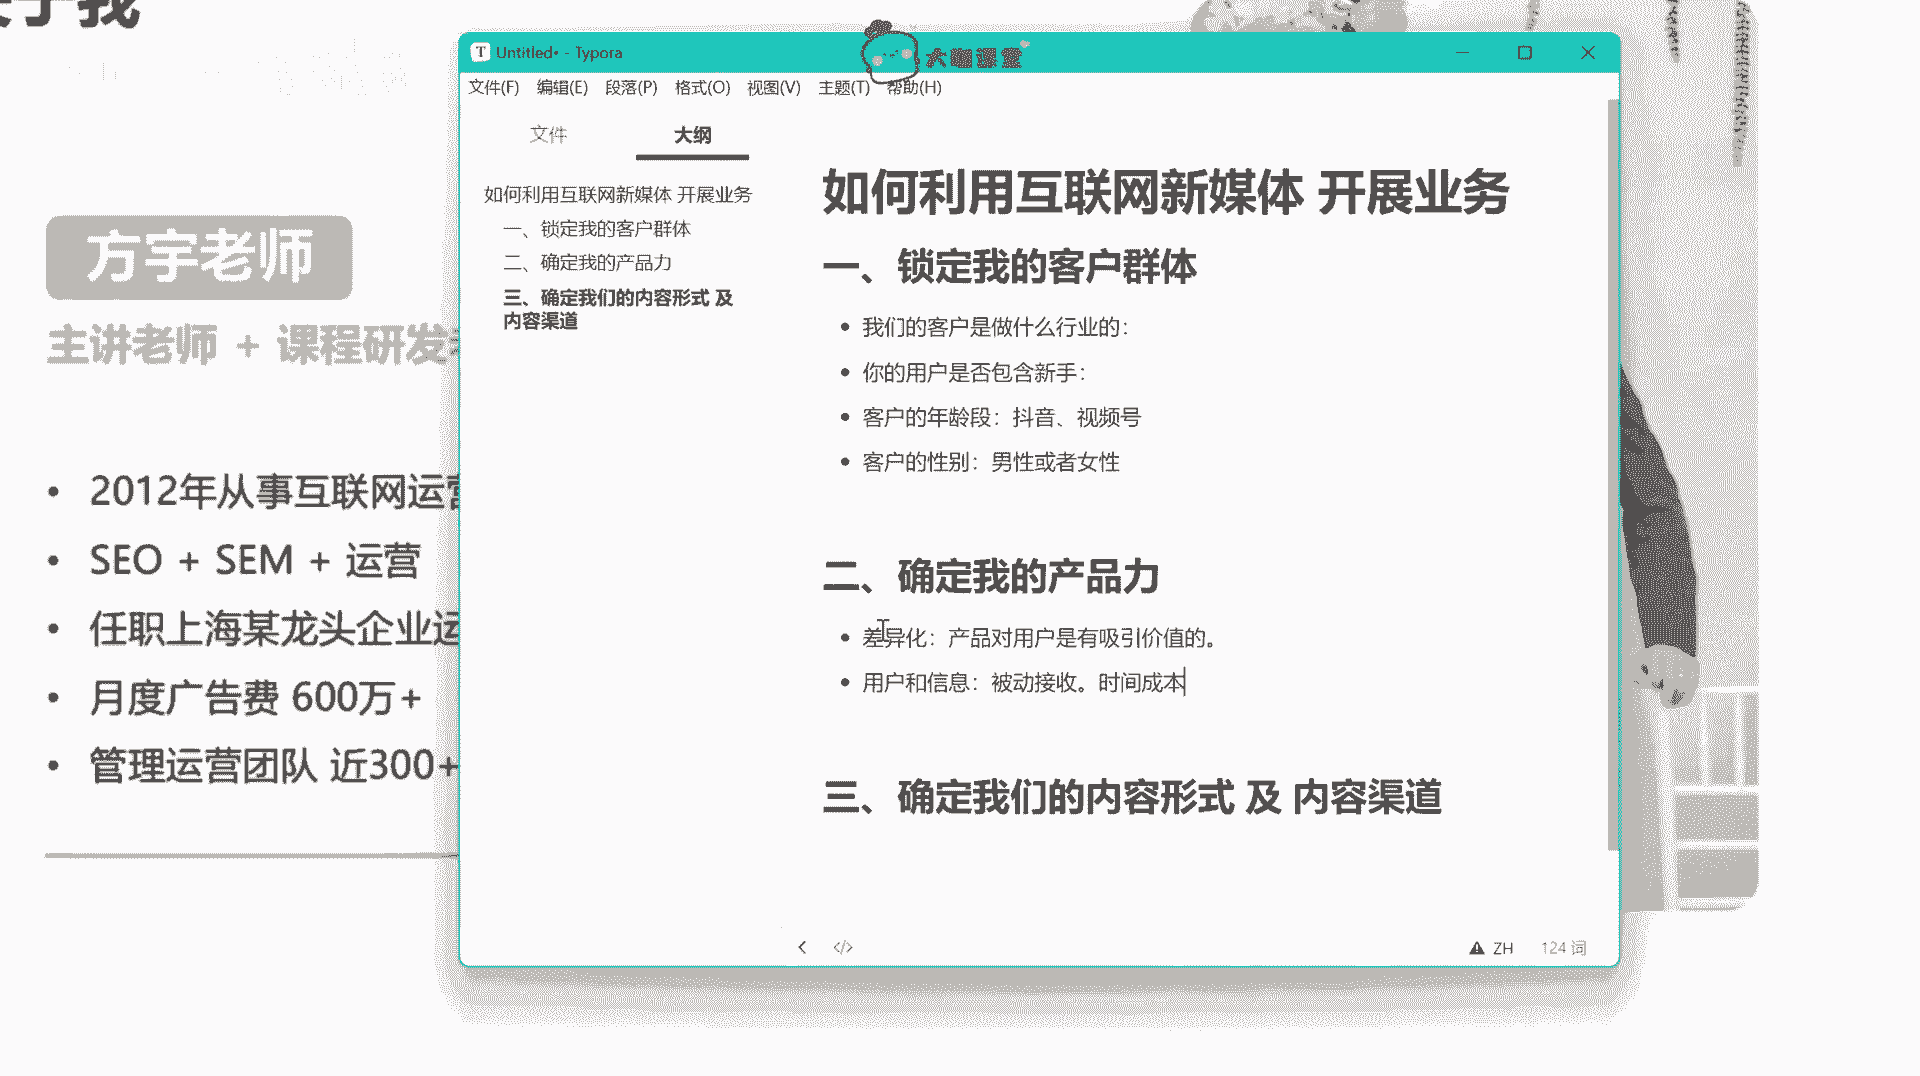 于我
方宇老师
主讲老师 + 课程研发
2012年从事互联网运营
SEO + SEM + 运营
任职上海某龙头企业运
月度广告费 600万+
管理运营团队 近300+
Untitled• - Typora
大咖课堂
文件(F) 编辑(E) 段落(P) 格式(O) 视图(V) 主题(T) 帮助(H)
文件 大纲
如何利用互联网新媒体 开展业务
一、锁定我的客户群体
二、确定我的产品力
三、确定我们的内容形式 及
内容渠道
如何利用互联网新媒体 开展业务
一、锁定我的客户群体
我们的客户是做什么行业的：
你的用户是否包含新手：
客户的年龄段：抖音、视频号
客户的性别：男性或者女性
二、确定我的产品力
差异化：产品对用户是有吸引价值的。
用户和信息：被动接收。时间成本
三、确定我们的内容形式 及 内容渠道
ZH 124 词